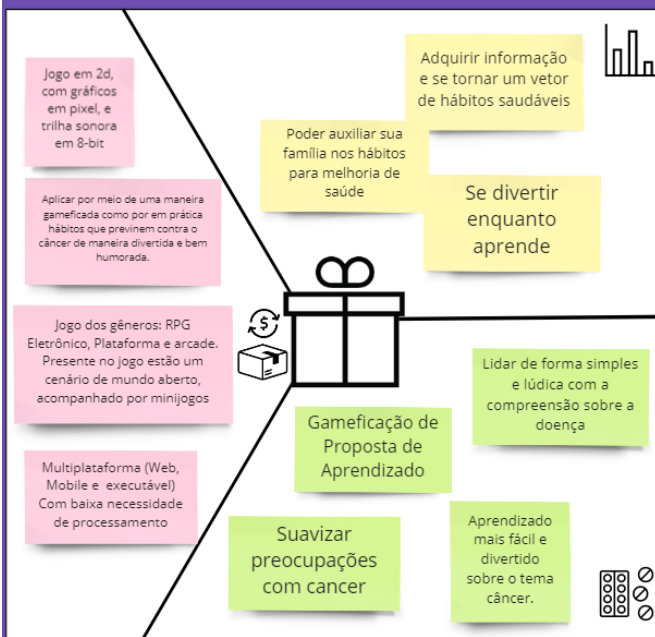 Jogo em 2d,
com gráficos
em pixel, e
trilha sonora
em 8-bit
Aplicar por meio de uma maneira
gameficada como por em prática
hábitos que previnem contra o
câncer de maneira divertida e bem
humorada.
Jogo dos gêneros: RPG
Eletrônico, Plataforma e arcade.
Presente no jogo estão um
cenário de mundo aberto,
acompanhado por minijogos
Multiplataforma (Web,
Mobile e executável)
Com baixa necessidade
de processamento
Adquirir informação
e se tornar um vetor
de hábitos saudáveis
Poder auxiliar sua
família nos hábitos
para melhoria de
saúde
Se divertir
enquanto
aprende
$
Lidar de forma simples
e lúdica com a
compreensão sobre a
doença
Gameficação de
Proposta de
Aprendizado
Suavizar
preocupações
com cancer
Aprendizado
mais fácil e
divertido
sobre o tema
câncer.